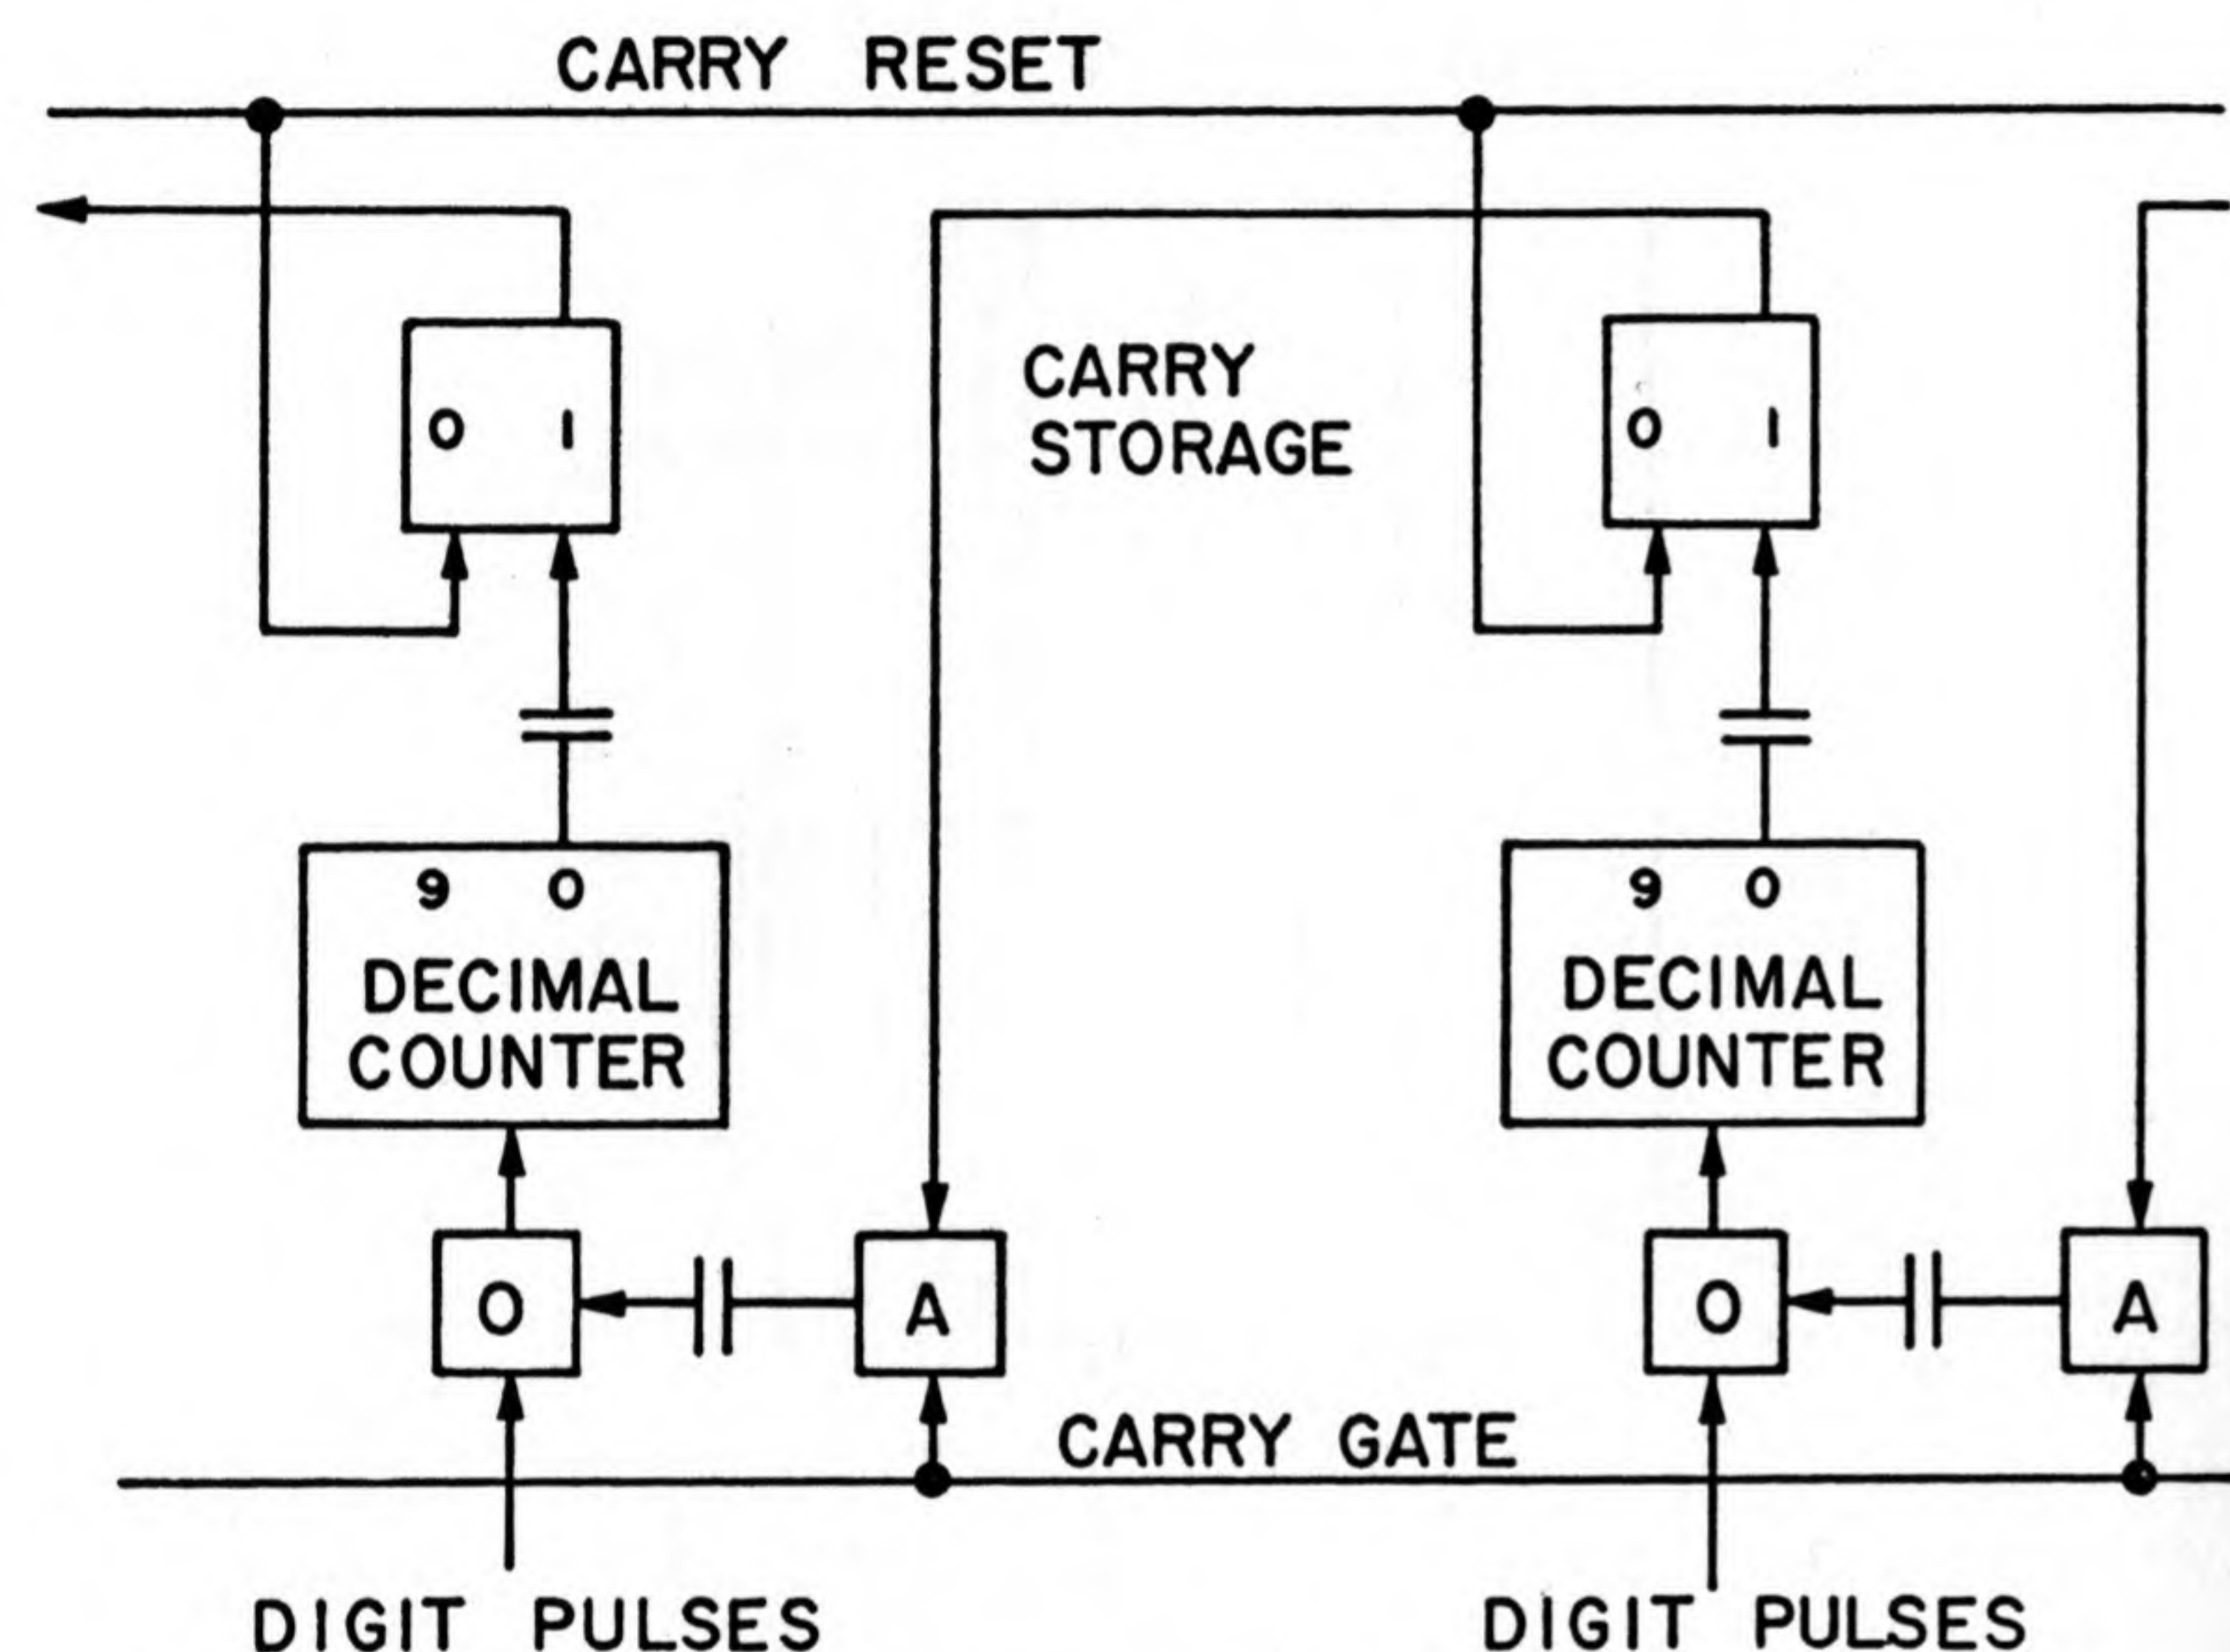 CARRY RESET
0 1
CARRY
STORAGE
0 1
9 0
DECIMAL
COUNTER
9 0
DECIMAL
COUNTER
O
A
O
A
CARRY GATE
DIGIT PULSES
DIGIT PULSES